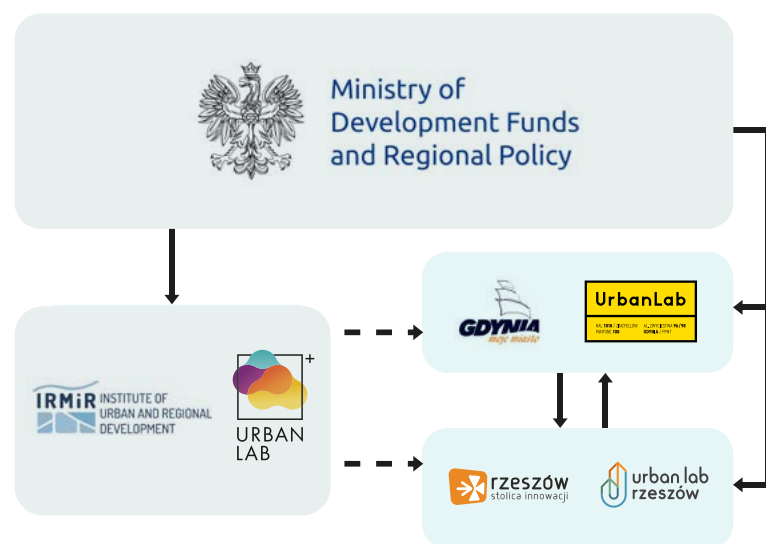 Ministry of
Development Funds
and Regional Policy
IRMiR INSTITUTE OF
URBAN AND REGIONAL
DEVELOPMENT
+
URBAN
LAB
GDYNIA
moje miasto
UrbanLab
rzeszów
stolica innowacji
urban lab
rzeszów